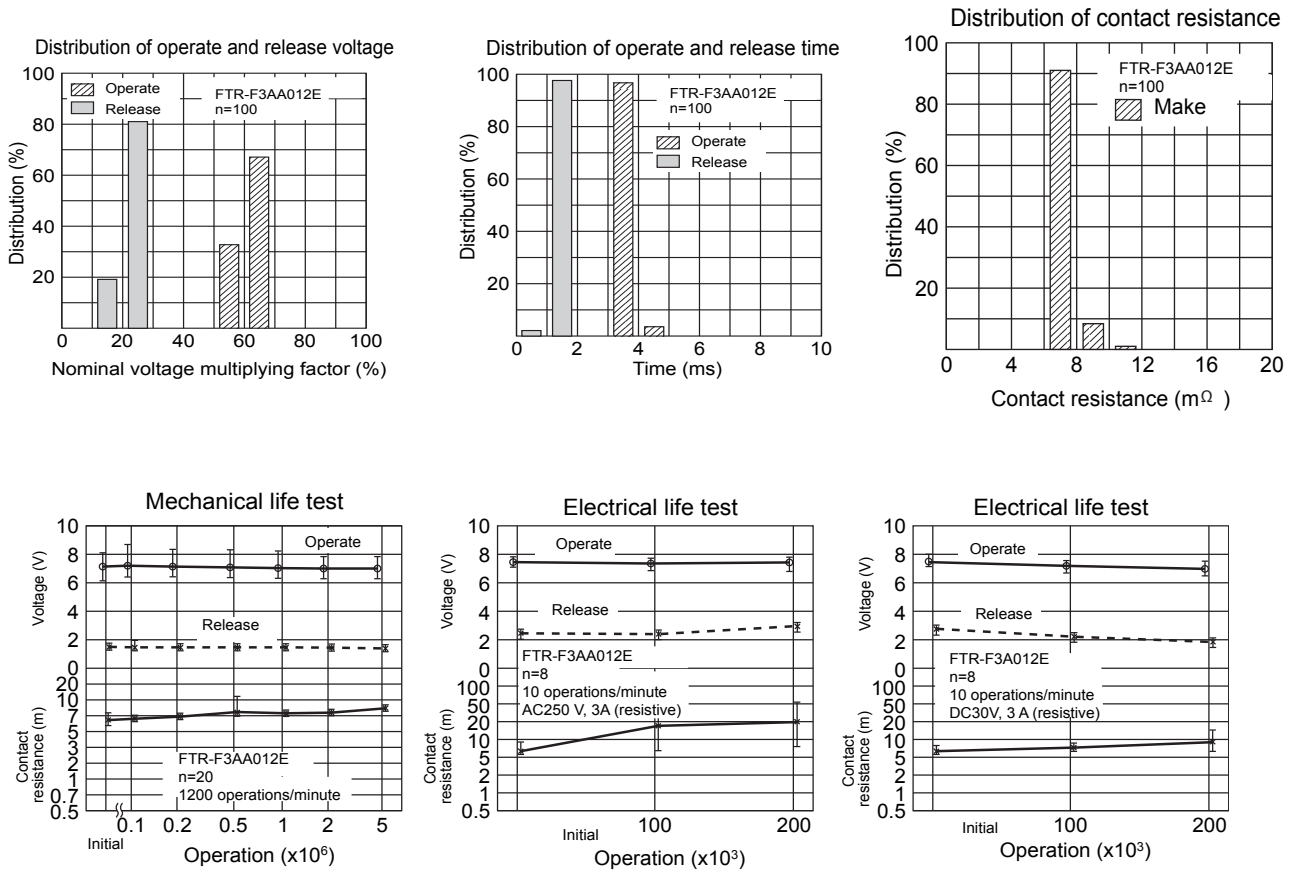 Distribution of operate and release voltage
100
80
60
40
20
Distribution (%)
Operate
Release
FTR-F3AA012E
n=100
0
20
40
60
80
100
Nominal voltage multiplying factor (%)
Distribution of operate and release time
100
80
60
40
20
Distribution (%)
FTR-F3AA012E
n=100
Operate
Release
0
2
4
6
8
10
Time (ms)
Distribution of contact resistance
100
80
60
40
20
Distribution (%)
FTR-F3AA012E
n=100
Make
0
4
8
12
16
20
Contact resistance (mΩ )
Mechanical life test
10
8
6
4
2
0
Voltage (V)
Operate
Release
20
10
7
5
3
2
1
0.7
0.5
Contact
resistance (m)
FTR-F3AA012E
n=20
1200 operations/minute
Initial
0.1
0.2
0.5
1
2
5
Operation (x10⁶)
Electrical life test
10
8
6
4
2
0
Voltage (V)
Operate
Release
FTR-F3AA012E
n=8
10 operations/minute
AC250 V, 3A (resistive)
100
50
20
10
5
2
1
0.5
Contact
resistance (m)
Initial
100
200
Operation (x10³)
Electrical life test
10
8
6
4
2
0
Voltage (V)
Operate
Release
FTR-F3A012E
n=8
10 operations/minute
DC30V, 3 A (resistive)
100
50
20
10
5
2
1
0.5
Contact
resistance (m)
Initial
100
200
Operation (x10³)